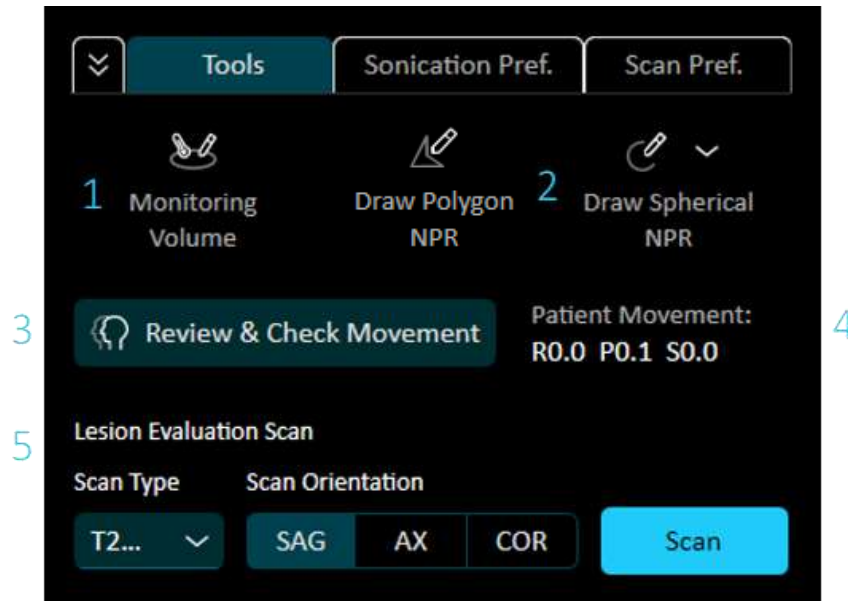 Tools Sonication Pref. Scan Pref.
1 Monitoring Volume
Draw Polygon NPR
2 Draw Spherical NPR
3 Review & Check Movement
Patient Movement:
R0.0 P0.1 S0.0
4
5 Lesion Evaluation Scan
Scan Type Scan Orientation
T2... SAG AX COR Scan